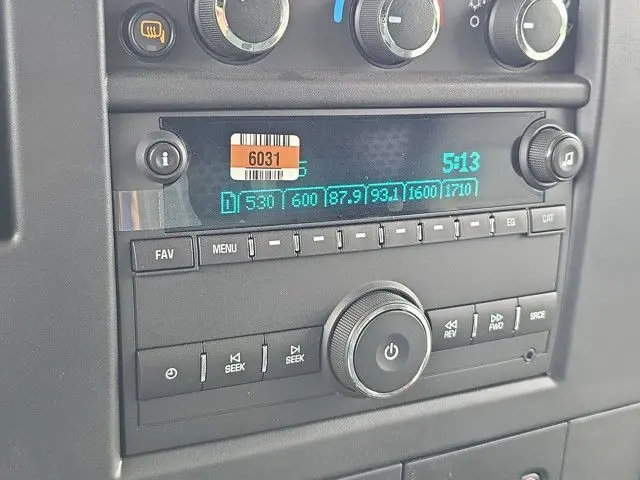 6031
5:13
1 530 600 87.9 93.1 1600 1710
FAV MENU EQ CAT
SEEK SEEK REV FWD SRCE